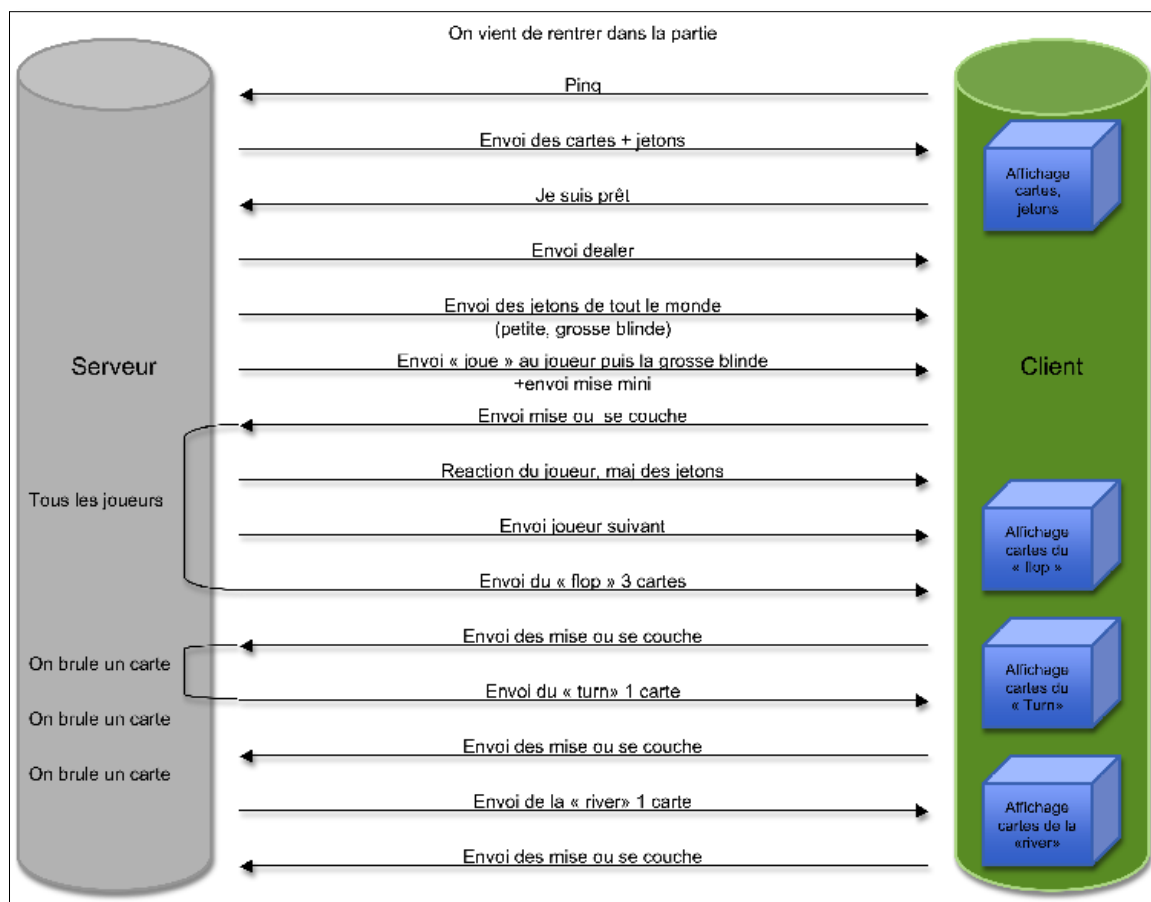 On vient de rentrer dans la partie
Ping
Envoi des cartes + jetons
Affichage
cartes,
jetons
Je suis prêt
Envoi dealer
Envoi des jetons de tout le monde
(petite, grosse blinde)
Serveur
Envoi « joue » au joueur puis la grosse blinde
+envoi mise mini
Client
Envoi mise ou se couche
Reaction du joueur, maj des jetons
Tous les joueurs
Envoi joueur suivant
Affichage
cartes du
« flop »
Envoi du « flop » 3 cartes
Envoi des mise ou se couche
On brule un carte
Envoi du « turn» 1 carte
Affichage
cartes du
« Turn»
On brule un carte
Envoi des mise ou se couche
On brule un carte
Envoi de la « river» 1 carte
Affichage
cartes de la
«river»
Envoi des mise ou se couche